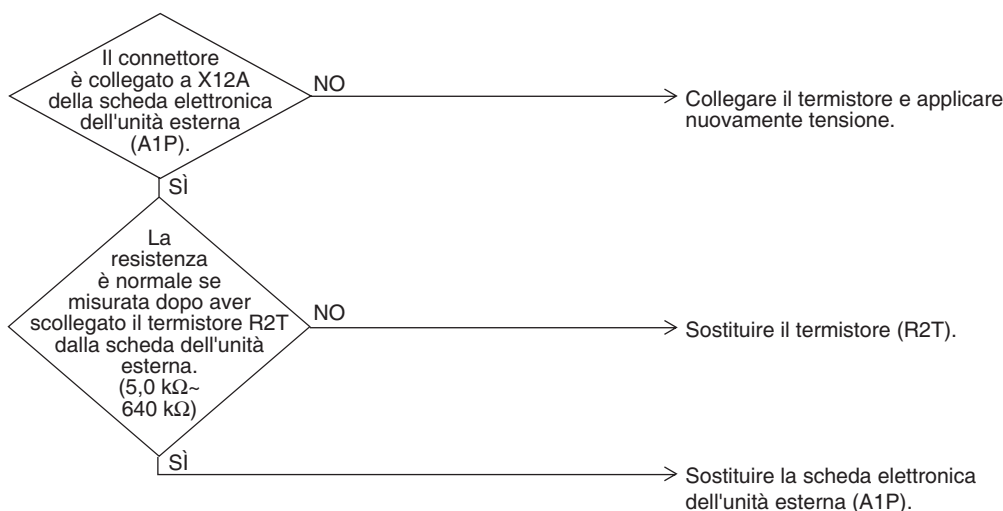 Il connettore
è collegato a X12A
della scheda elettronica
dell'unità esterna
(A1P).
NO
Collegare il termistore e applicare
nuovamente tensione.
SÌ
La
resistenza
è normale se
misurata dopo aver
scollegato il termistore R2T
dalla scheda dell'unità
esterna.
(5,0 kΩ~
640 kΩ)
NO
Sostituire il termistore (R2T).
SÌ
Sostituire la scheda elettronica
dell'unità esterna (A1P).